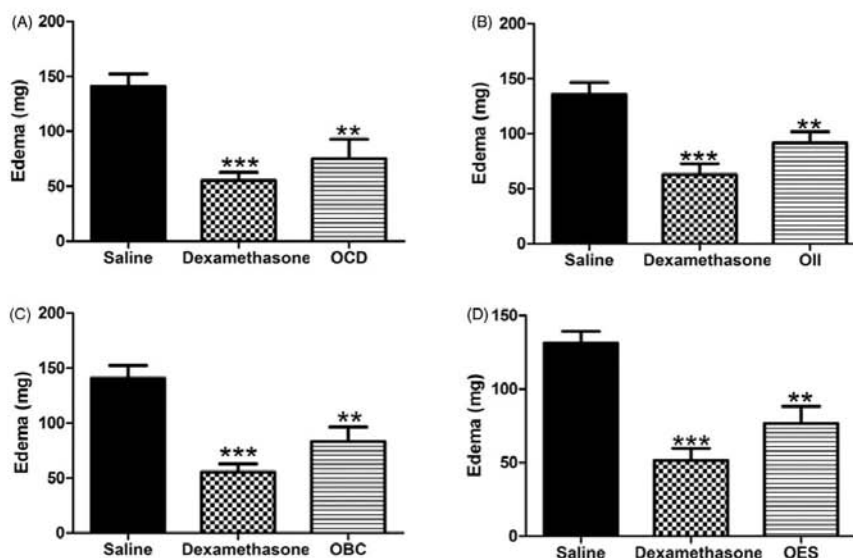 (A)
200
150
100
50
0
Edema (mg)
***
**
Saline Dexamethasone OCD
(B)
200
150
100
50
0
Edema (mg)
***
**
Saline Dexamethasone OII
(C)
200
150
100
50
0
Edema (mg)
***
**
Saline Dexamethasone OBC
(D)
150
100
50
0
Edema (mg)
***
**
Saline Dexamethasone OES